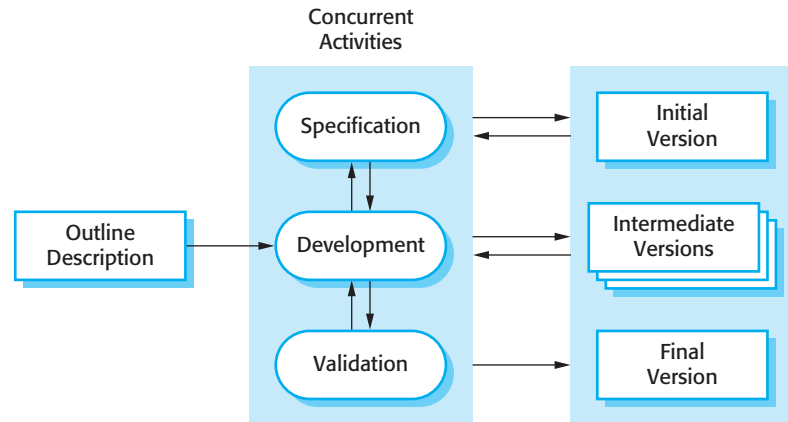 Concurrent
Activities
Specification
Initial
Version
Outline
Description
Development
Intermediate
Versions
Validation
Final
Version